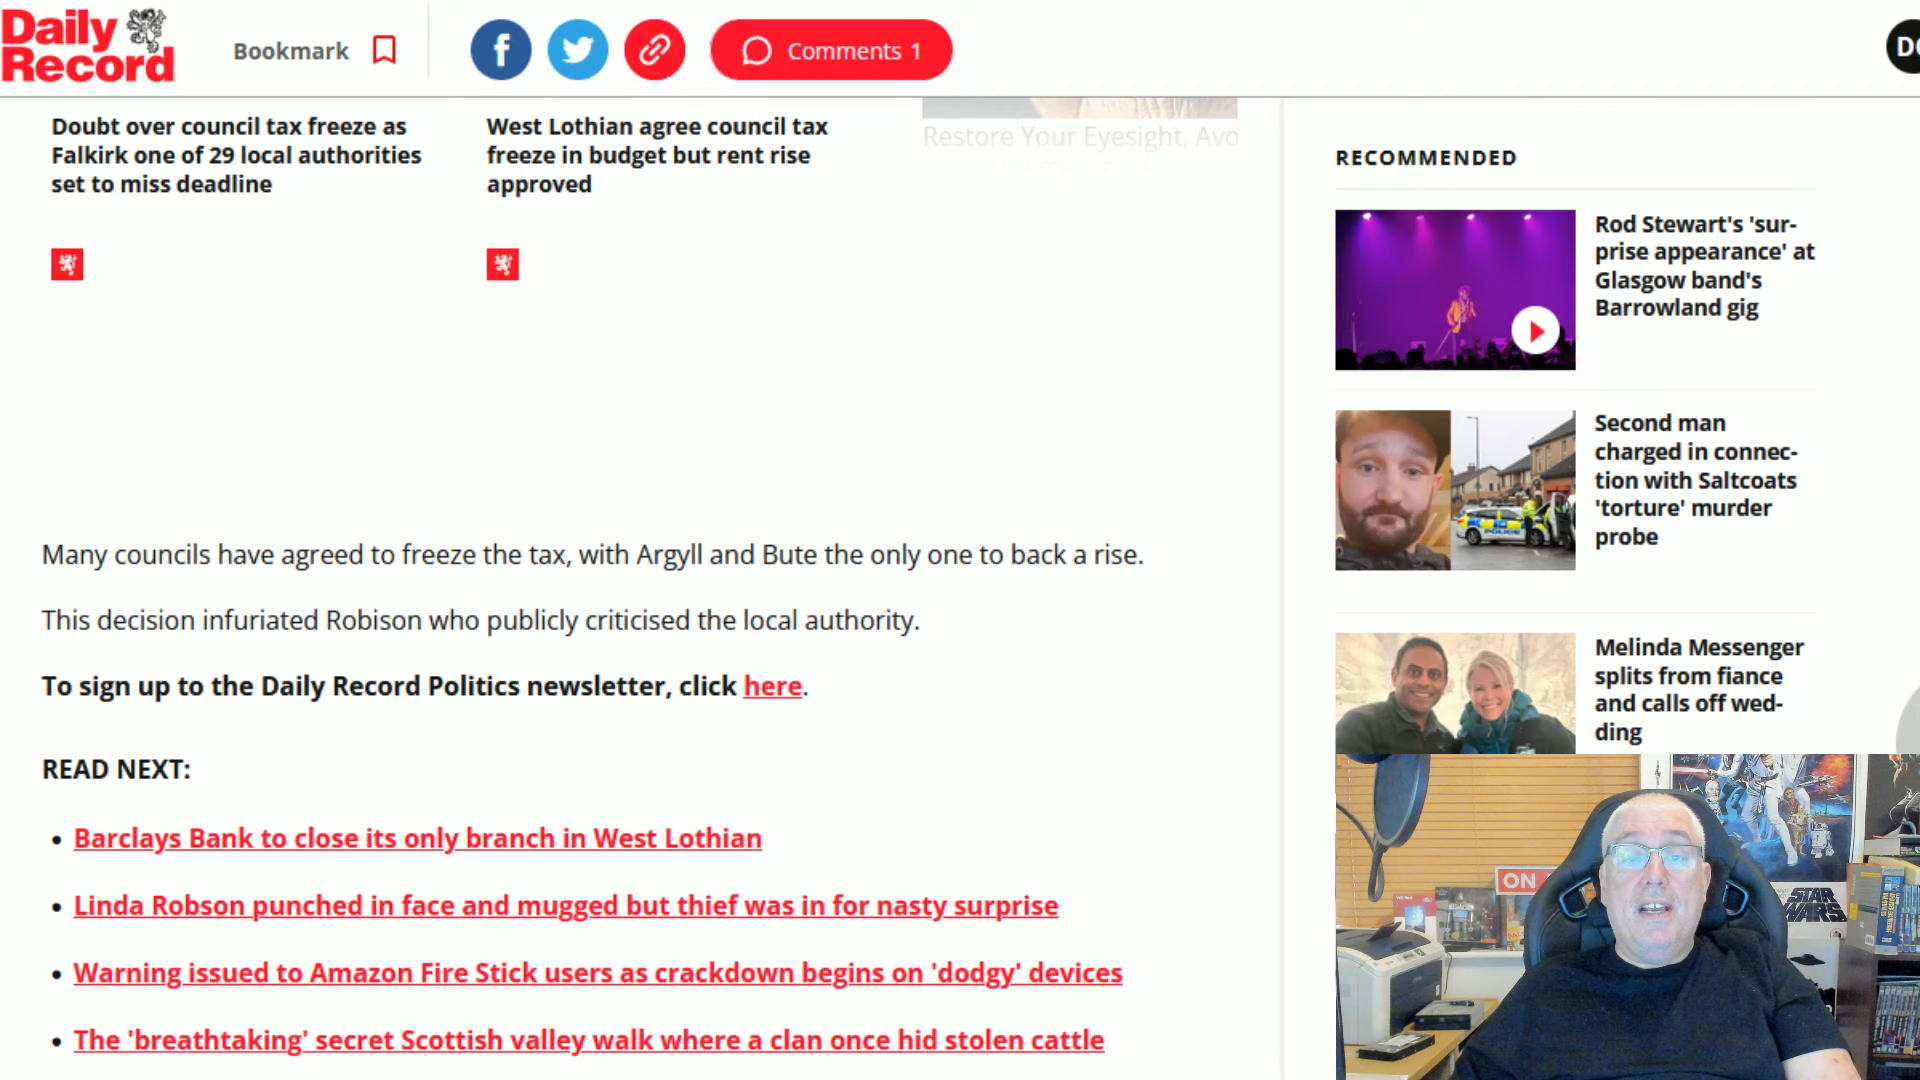 Daily
Record
Bookmark
f
Comments 1
Doubt over council tax freeze as
Falkirk one of 29 local authorities
set to miss deadline
West Lothian agree council tax
freeze in budget but rent rise
approved
Restore Your Eyesight, Avo
RECOMMENDED
Rod Stewart's 'sur-
prise appearance' at
Glasgow band's
Barrowland gig
Second man
charged in connec-
tion with Saltcoats
'torture' murder
probe
Melinda Messenger
splits from fiance
and calls off wed-
ding
Many councils have agreed to freeze the tax, with Argyll and Bute the only one to back a rise.
This decision infuriated Robison who publicly criticised the local authority.
To sign up to the Daily Record Politics newsletter, click here.
READ NEXT:
• Barclays Bank to close its only branch in West Lothian
• Linda Robson punched in face and mugged but thief was in for nasty surprise
• Warning issued to Amazon Fire Stick users as crackdown begins on 'dodgy' devices
• The 'breathtaking' secret Scottish valley walk where a clan once hid stolen cattle
POLICE
ON
STAR
WARS